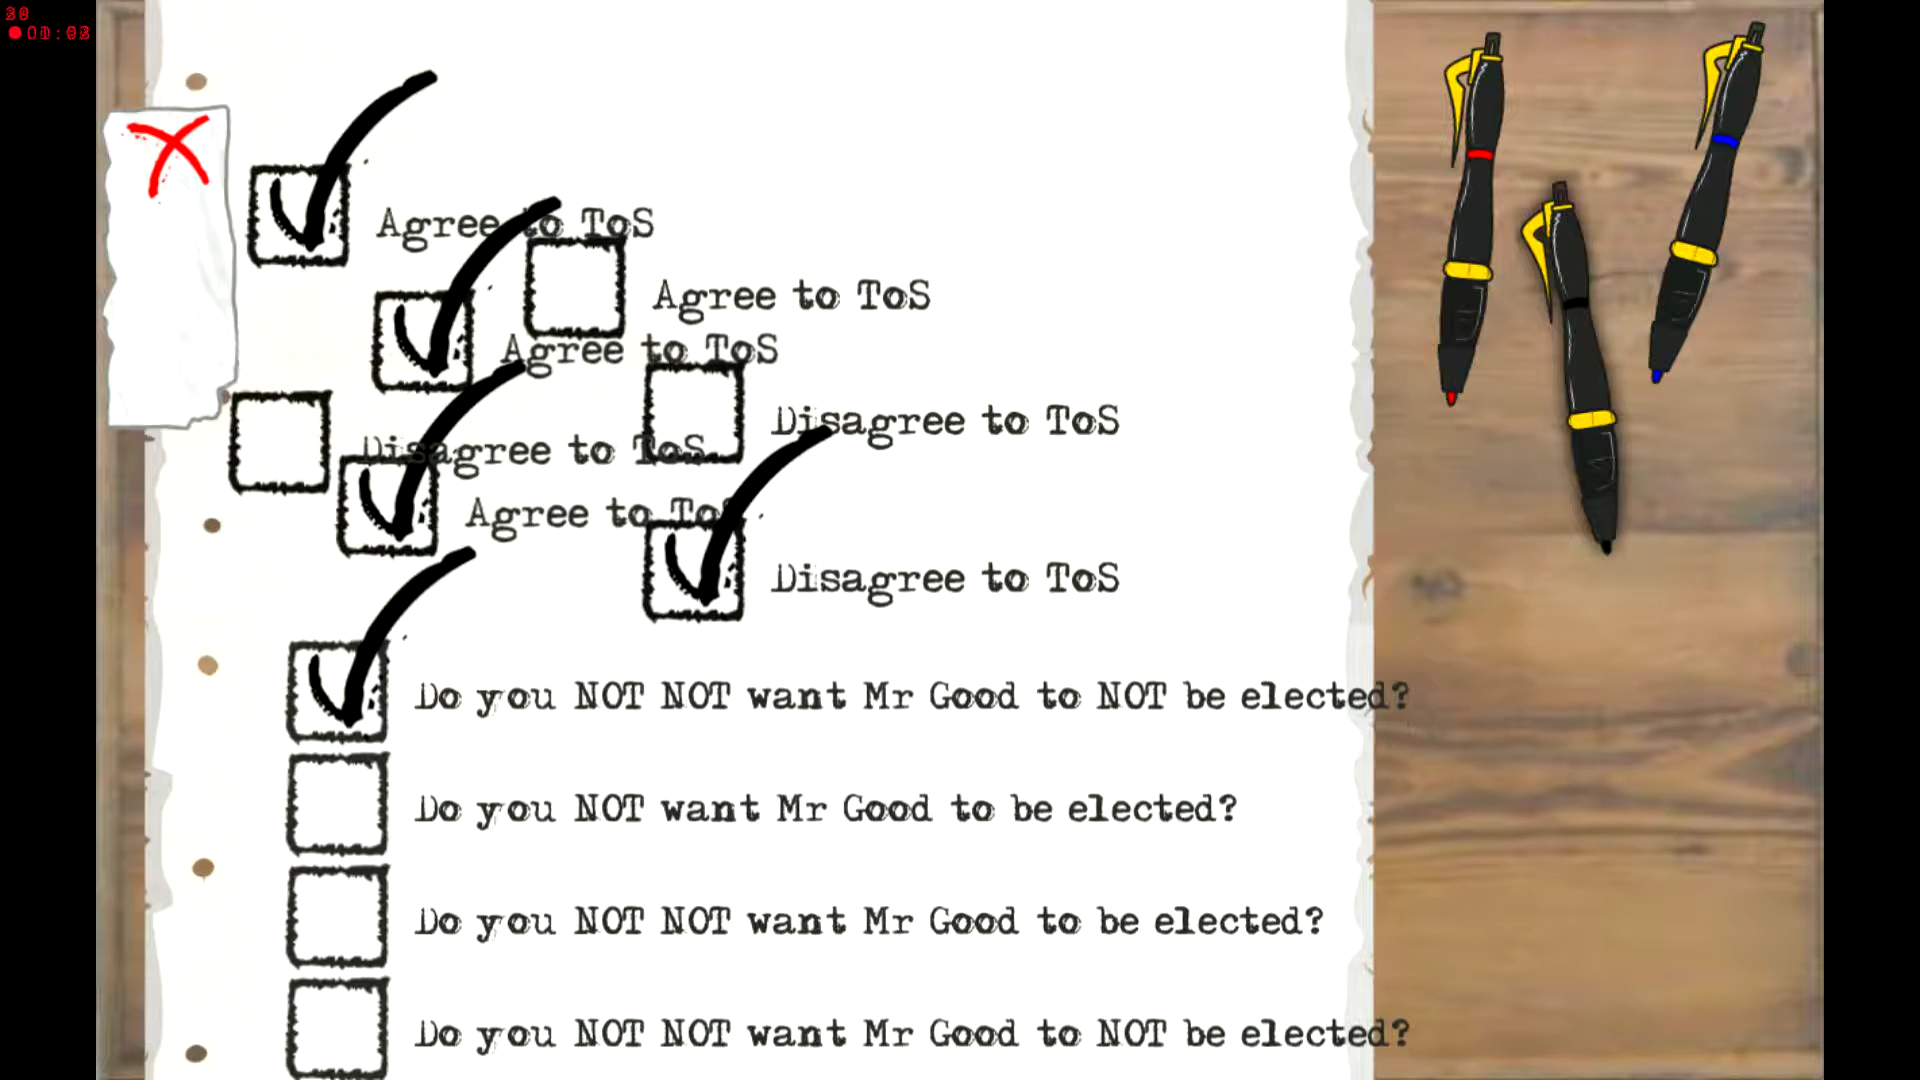 Agree to ToS
Agree to ToS
Agree to ToS
Disagree to ToS
Disagree to ToS
Agree to ToS
Disagree to ToS
Do you NOT NOT want Mr Good to NOT be elected?
Do you NOT want Mr Good to be elected?
Do you NOT NOT want Mr Good to be elected?
Do you NOT NOT want Mr Good to NOT be elected?